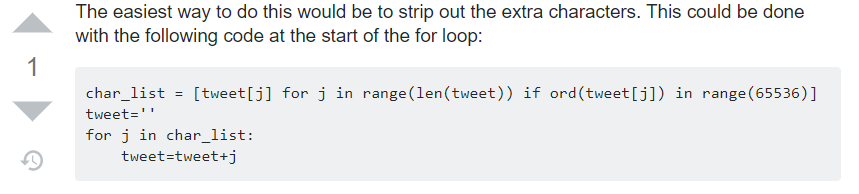 The easiest way to do this would be to strip out the extra characters. This could be done
with the following code at the start of the for loop:
1
char_list = [tweet[j] for j in range(len(tweet)) if ord(tweet[j]) in range(65536)]
tweet=''
for j in char_list:
    tweet=tweet+j